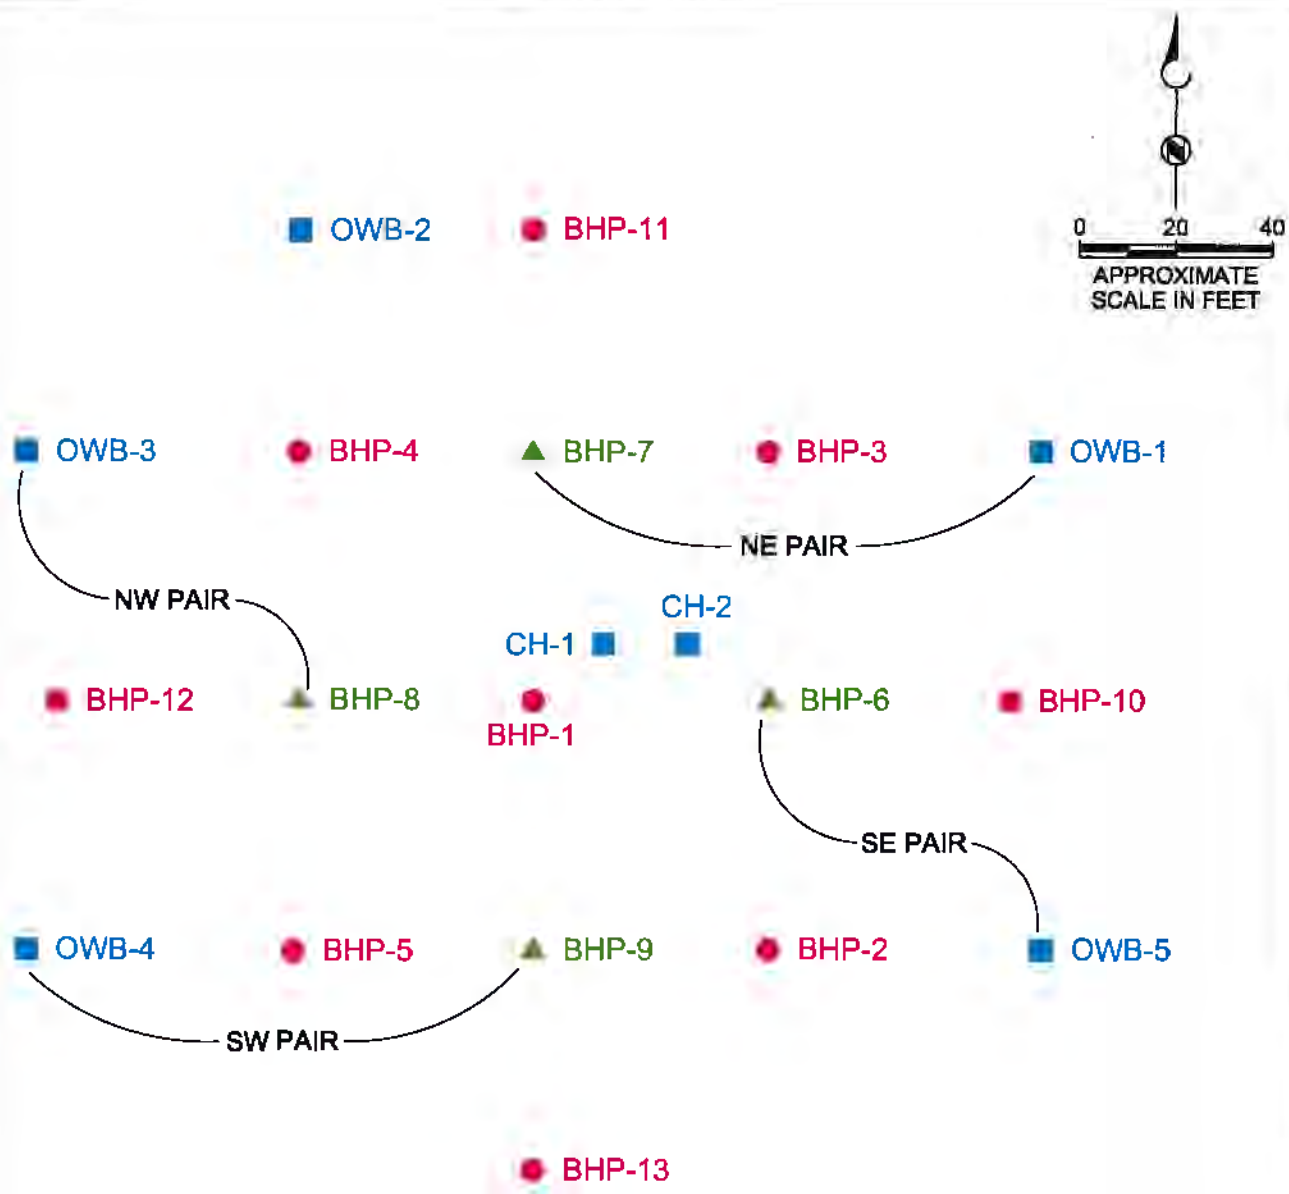 0 20 40
APPROXIMATE
SCALE IN FEET
OWB-2 BHP-11
OWB-3 BHP-4 BHP-7 BHP-3 OWB-1
NE PAIR
NW PAIR
CH-2
CH-1
BHP-12 BHP-8 BHP-6 BHP-10
BHP-1
SE PAIR
OWB-4 BHP-5 BHP-9 BHP-2 OWB-5
SW PAIR
BHP-13